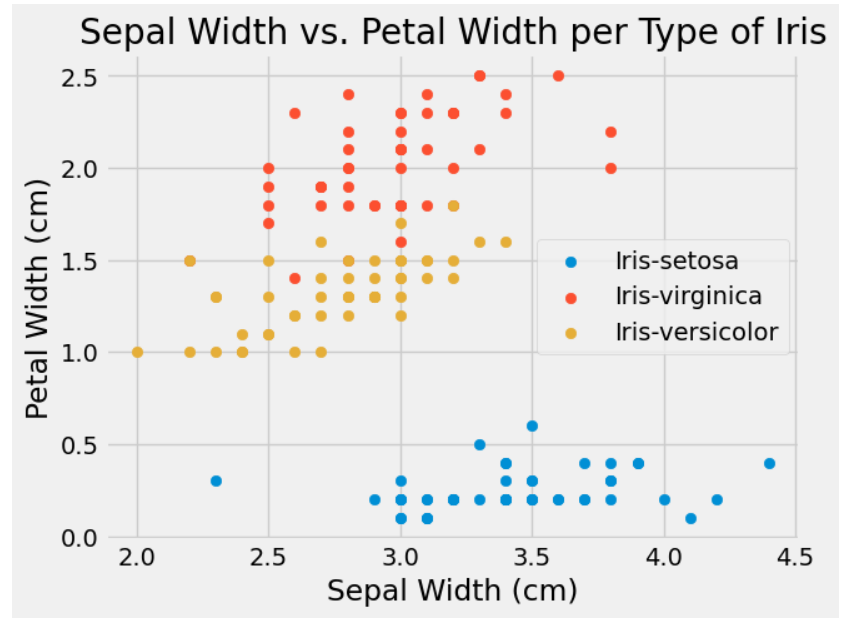 Sepal Width vs. Petal Width per Type of Iris
2.5
2.0
1.5
1.0
0.5
0.0
Petal Width (cm)
Iris-setosa
Iris-virginica
Iris-versicolor
2.0 2.5 3.0 3.5 4.0 4.5
Sepal Width (cm)